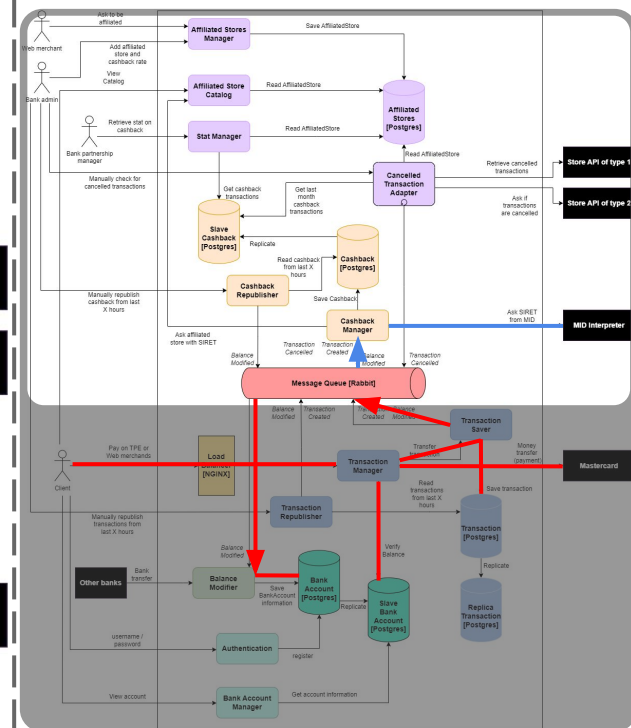 Ask to be
affiliated
Web merchant
Affiliated Stores
Manager
Save AffiliatedStore
Add affiliated
store and
cashback rate
View
Catalog
Bank admin
Affiliated Store
Catalog
Read AffiliatedStore
Affiliated
Stores
[Postgres]
Retrieve stat on
cashback
Stat Manager
Read AffiliatedStore
Bank partnership
manager
Read AffiliatedStore
Manually check for
cancelled transactions
Cancelled
Transaction
Adapter
Retrieve cancelled
transactions
Store API of type 1
Get cashback
transactions
Get last
month
cashback
transactions
Ask if
transactions
are cancelled
Store API of type 2
Slave
Cashback
[Postgres]
Replicate
Cashback
[Postgres]
Read cashback
from last X
hours
Cashback
Republisher
Manually republish
cashback from last
X hours
Save Cashback
Cashback
Manager
Ask SIRET
from MID
MID Interpreter
Ask affiliated
store with SIRET
Balance
Modified
Transaction
Cancelled
Transaction
Created
Balance
Modified
Transaction
Cancelled
Message Queue [Rabbit]
Balance
Modified
Transaction
Created
Transaction
Created
Balance
Modified
Transaction
Saver
Pay on TPE or
Web merchands
Load
[NGINX]
Transfer
Money
transfer
(payment)
Client
Transaction
Manager
Mastercard
Read
transactions
from last X
hours
Save transaction
Manually republish
transactions from
last X hours
Transaction
Republisher
Transaction
[Postgres]
Balance
Modified
Verify
Balance
Replicate
Other banks
Bank
transfer
Balance
Modifier
Save
BankAccount
information
Bank
Account
[Postgres]
Replicate
Slave
Bank
Account
[Postgres]
Replica
Transaction
[Postgres]
username /
password
Authentication
register
View account
Bank Account
Manager
Get account information